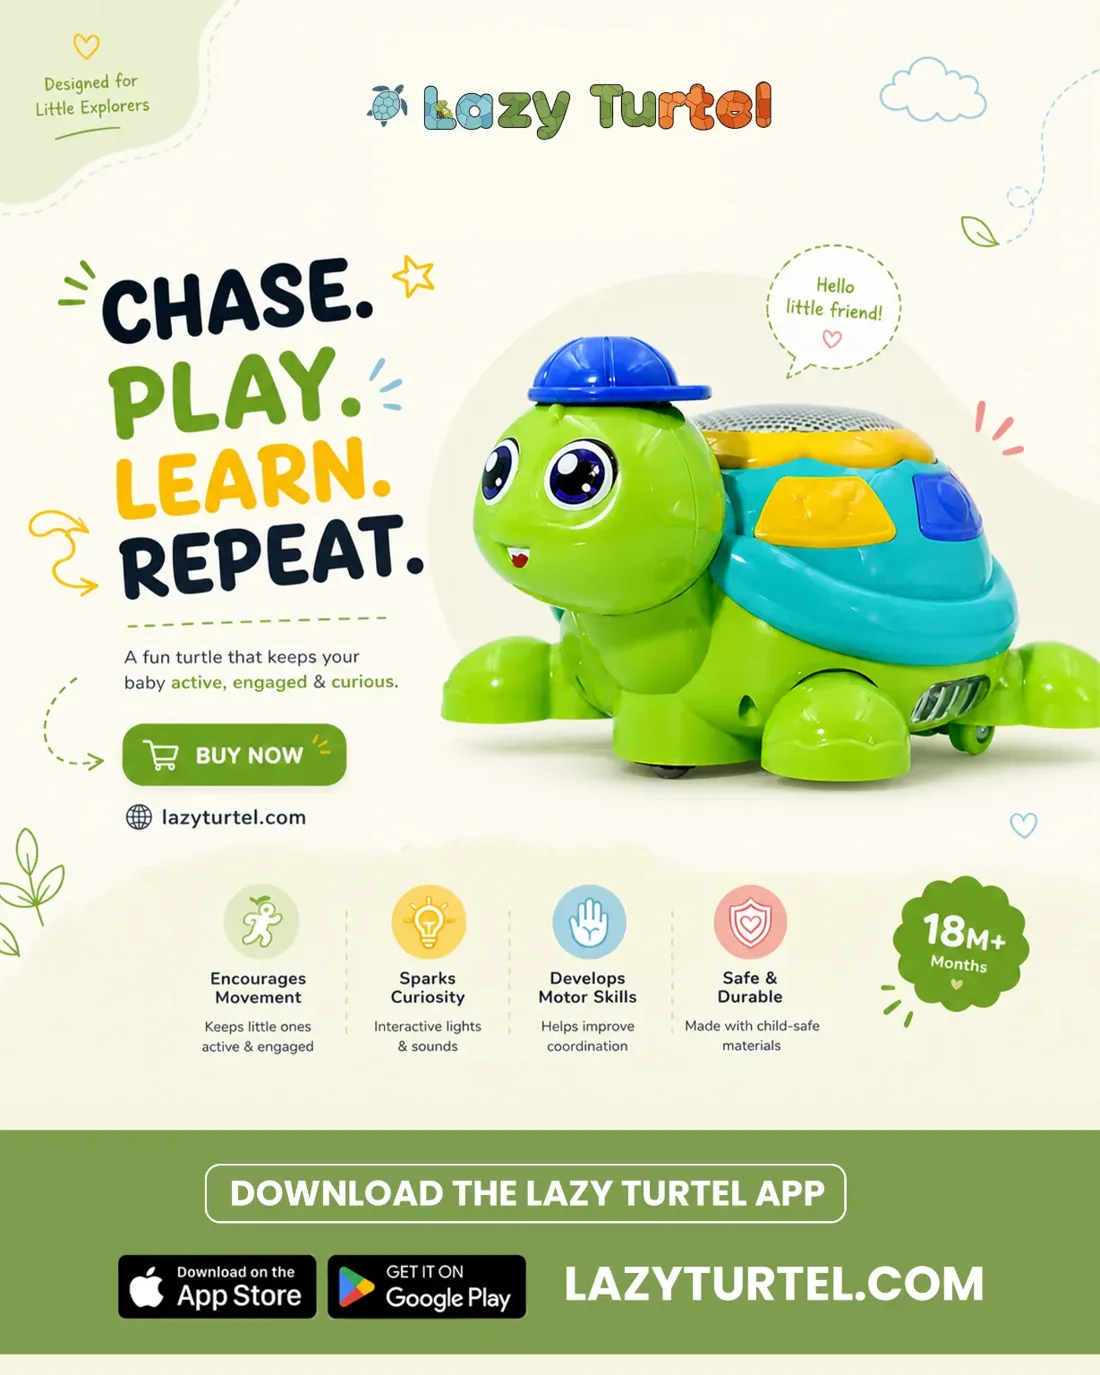 Designed for
Little Explorers
Lazy Turtel
CHASE.
PLAY.
LEARN.
REPEAT.
Hello
little friend!
A fun turtle that keeps your
baby active, engaged & curious.
BUY NOW
lazyturtel.com
Encourages
Movement
Keeps little ones
active & engaged
Sparks
Curiosity
Interactive lights
& sounds
Develops
Motor Skills
Helps improve
coordination
Safe &
Durable
Made with child-safe
materials
18M+
Months
DOWNLOAD THE LAZY TURTEL APP
Download on the
App Store
GET IT ON
Google Play
LAZYTURTEL.COM